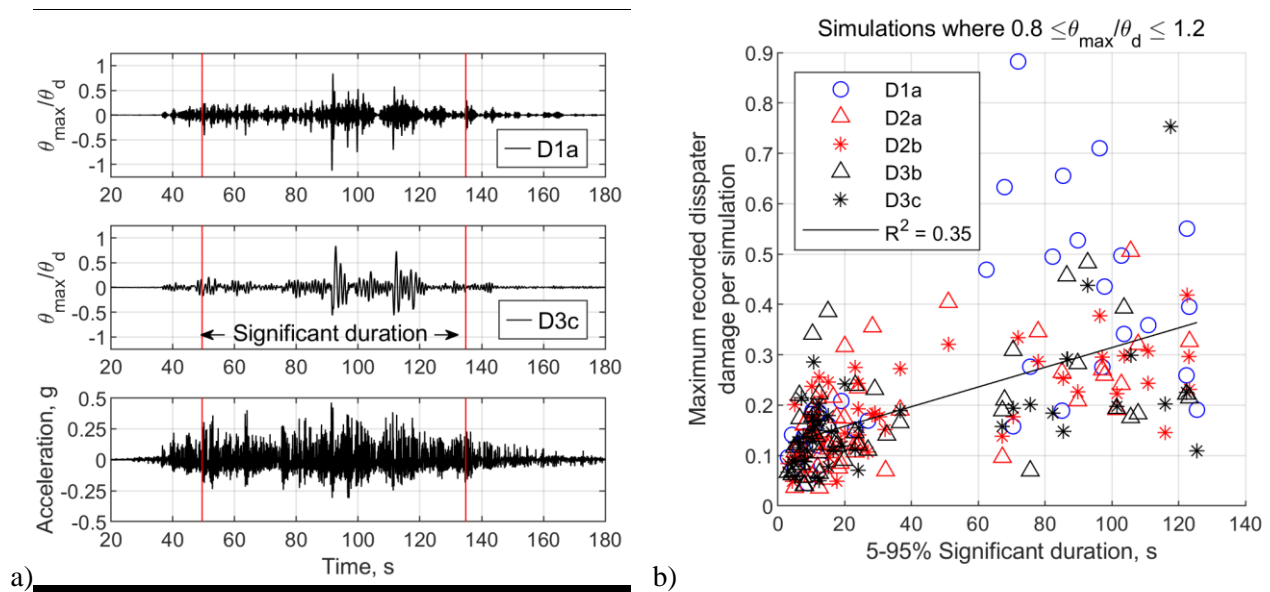 θmax/θd
1
0.5
0
-0.5
-1
D1a
20 40 60 80 100 120 140 160 180
θmax/θd
1
0.5
0
-0.5
-1
Significant duration
D3c
20 40 60 80 100 120 140 160 180
Acceleration, g
0.5
0.25
0
-0.25
-0.5
20 40 60 80 100 120 140 160 180
Time, s
a)
Simulations where 0.8 ≤θmax/θd ≤ 1.2
Maximum recorded disspater
damage per simulation
0.9
0.8
0.7
0.6
0.5
0.4
0.3
0.2
0.1
0
D1a
D2a
D2b
D3b
D3c
R² = 0.35
0 20 40 60 80 100 120 140
5-95% Significant duration, s
b)